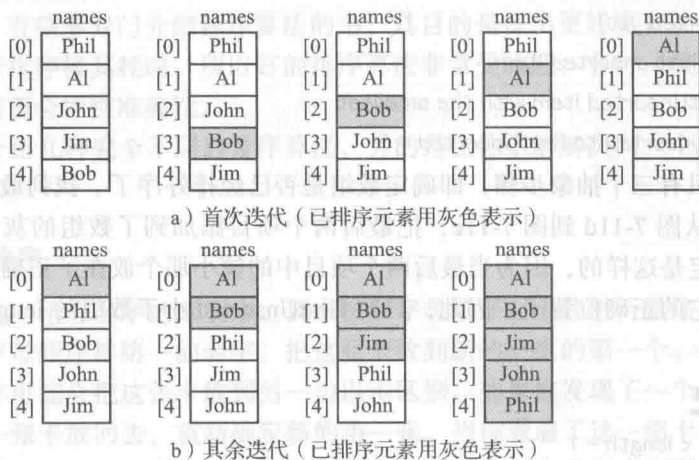 names names names names names
[0] Phil [0] Phil [0] Phil [0] Phil [0] Al
[1] Al [1] Al [1] Al [1] Al [1] Phil
[2] John [2] John [2] Bob [2] Bob [2] Bob
[3] Jim [3] Bob [3] John [3] John [3] John
[4] Bob [4] Jim [4] Jim [4] Jim [4] Jim
a）首次迭代（已排序元素用灰色表示）
names names names names
[0] Al [0] Al [0] Al [0] Al
[1] Phil [1] Bob [1] Bob [1] Bob
[2] Bob [2] Phil [2] Jim [2] Jim
[3] John [3] Jim [3] Phil [3] John
[4] Jim [4] John [4] John [4] Phil
b）其余迭代（已排序元素用灰色表示）